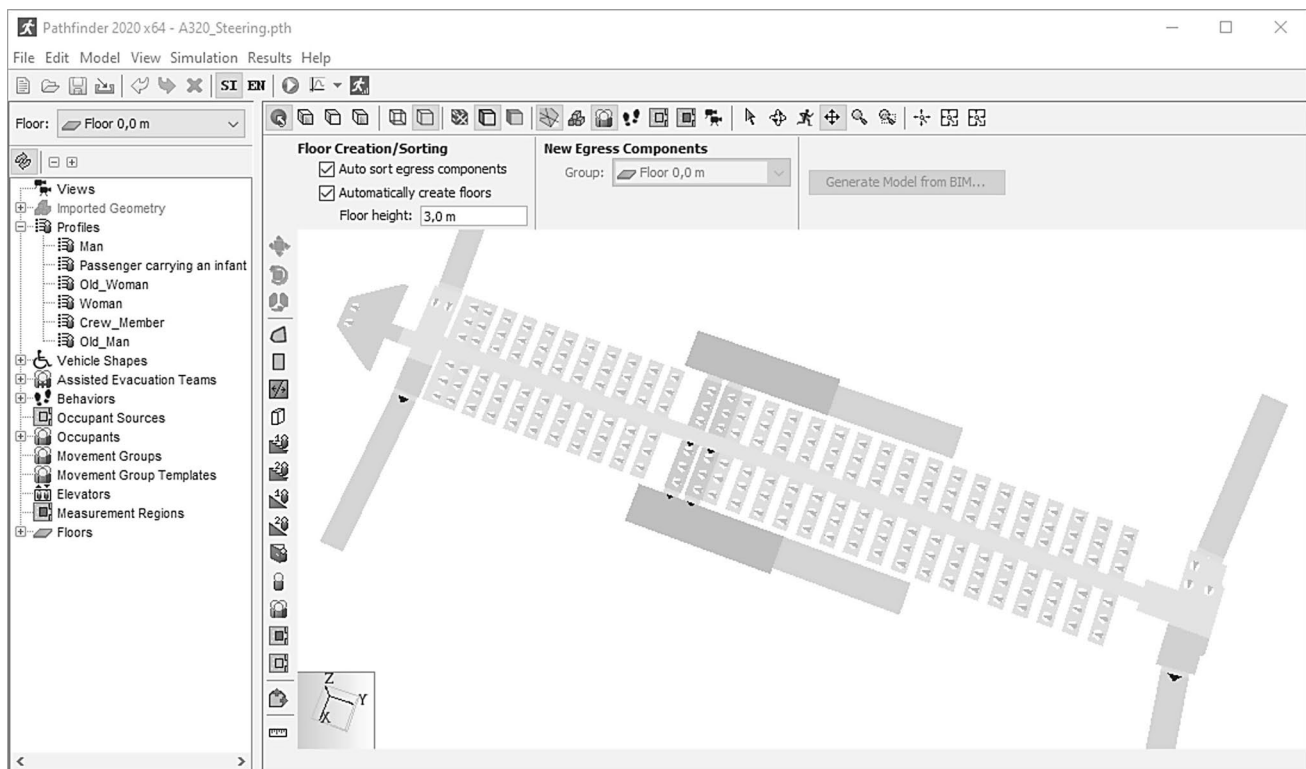 Pathfinder 2020 x64 - A320_Steering.pth
File Edit Model View Simulation Results Help
SI EN
Floor: Floor 0,0 m
Floor Creation/Sorting
Auto sort egress components
Automatically create floors
Floor height: 3,0 m
New Egress Components
Group: Floor 0,0 m
Generate Model from BIM...
Views
Imported Geometry
Profiles
Man
Passenger carrying an infant
Old_Woman
Woman
Crew_Member
Old_Man
Vehicle Shapes
Assisted Evacuation Teams
Behaviors
Occupant Sources
Occupants
Movement Groups
Movement Group Templates
Elevators
Measurement Regions
Floors
Z
Y
X